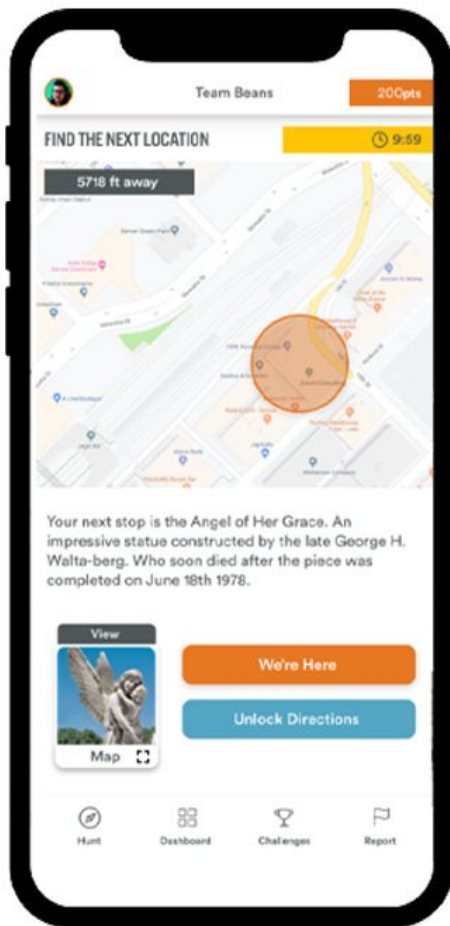 Team Beans
200pts
FIND THE NEXT LOCATION
9:59
5718 ft away
Your next stop is the Angel of Her Grace. An
impressive statue constructed by the late George H.
Walta-berg. Who soon died after the piece was
completed on June 18th 1978.
View
Map
We're Here
Unlock Directions
Hunt
Dashboard
Challenges
Report